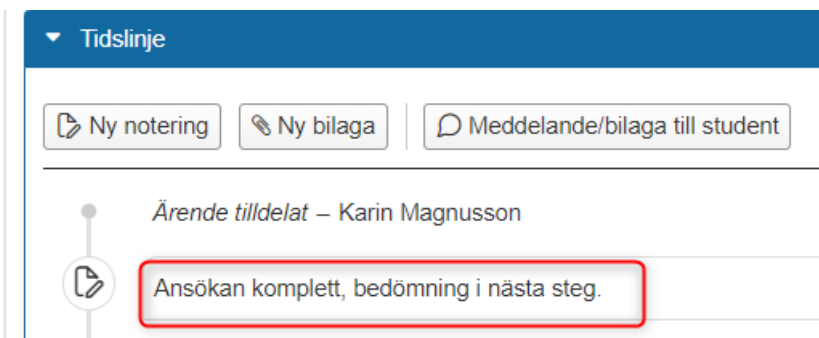 Tidslinje
Ny notering Ny bilaga Meddelande/bilaga till student
Ärende tilldelat – Karin Magnusson
Ansökan komplett, bedömning i nästa steg.